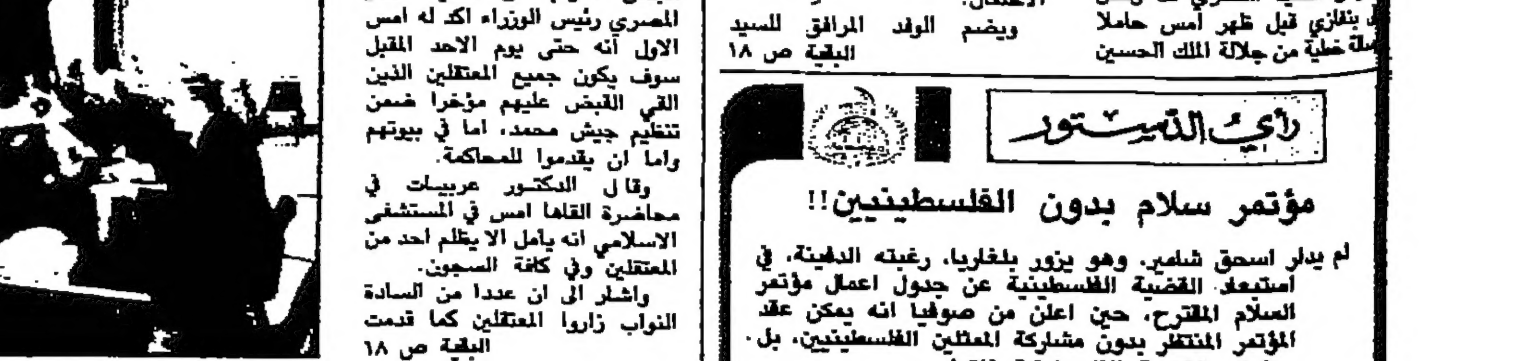 بنغازي قبل ظهر امس حاملا
خطية من جلالة الملك الحسين
ويضم الوفد المرافق للسيد
البقية ص ١٨
رأي الدستور
مؤتمر سلام بدون الفلسطينيين!!
لم يدار اسحق شامير، وهو يزور بلغاريا، رغبته الدفينة، في
استبعاد القضية الفلسطينية عن جدول اعمال مؤتمر
السلام المقترح، حين اعلن من صوفيا انه يمكن عقد
المؤتمر المنتظر بدون مشاركة الممثلين الفلسطينيين، بل
المصري رئيس الوزراء اكد له امس
الاول انه حتى يوم الاحد المقبل
سوف يكون جميع المعتقلين الذين
القي القبض عليهم مؤخرا ضمن
تنظيم جيش محمد، اما في بيوتهم
واما ان يقدموا للمحاكمة.
وقال الدكتور عربيات في
محاضرة القاها امس في المستشفى
الاسلامي انه يامل الا يظلم احد من
المعتقلين وفي كافة السجون.
واشار الى ان عددا من السادة
النواب زاروا المعتقلين كما قدمت
البقية ص ١٨